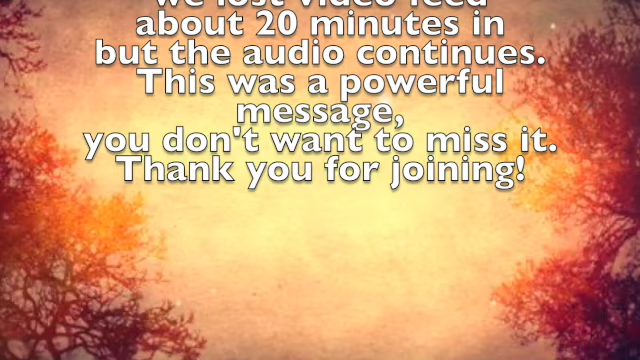 we lost video feed
about 20 minutes in
but the audio continues.
This was a powerful
message,
you don't want to miss it.
Thank you for joining!